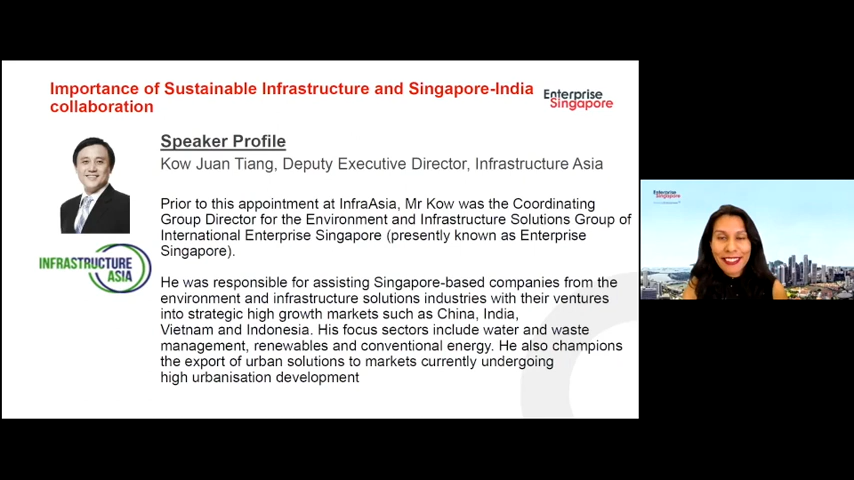 Importance of Sustainable Infrastructure and Singapore-India
collaboration
Enterprise
Singapore
Speaker Profile
Kow Juan Tiang, Deputy Executive Director, Infrastructure Asia
Prior to this appointment at InfraAsia, Mr Kow was the Coordinating
Group Director for the Environment and Infrastructure Solutions Group of
International Enterprise Singapore (presently known as Enterprise
Singapore).
INFRASTRUCTURE
ASIA
He was responsible for assisting Singapore-based companies from the
environment and infrastructure solutions industries with their ventures
into strategic high growth markets such as China, India,
Vietnam and Indonesia. His focus sectors include water and waste
management, renewables and conventional energy. He also champions
the export of urban solutions to markets currently undergoing
high urbanisation development
Enterprise
Singapore